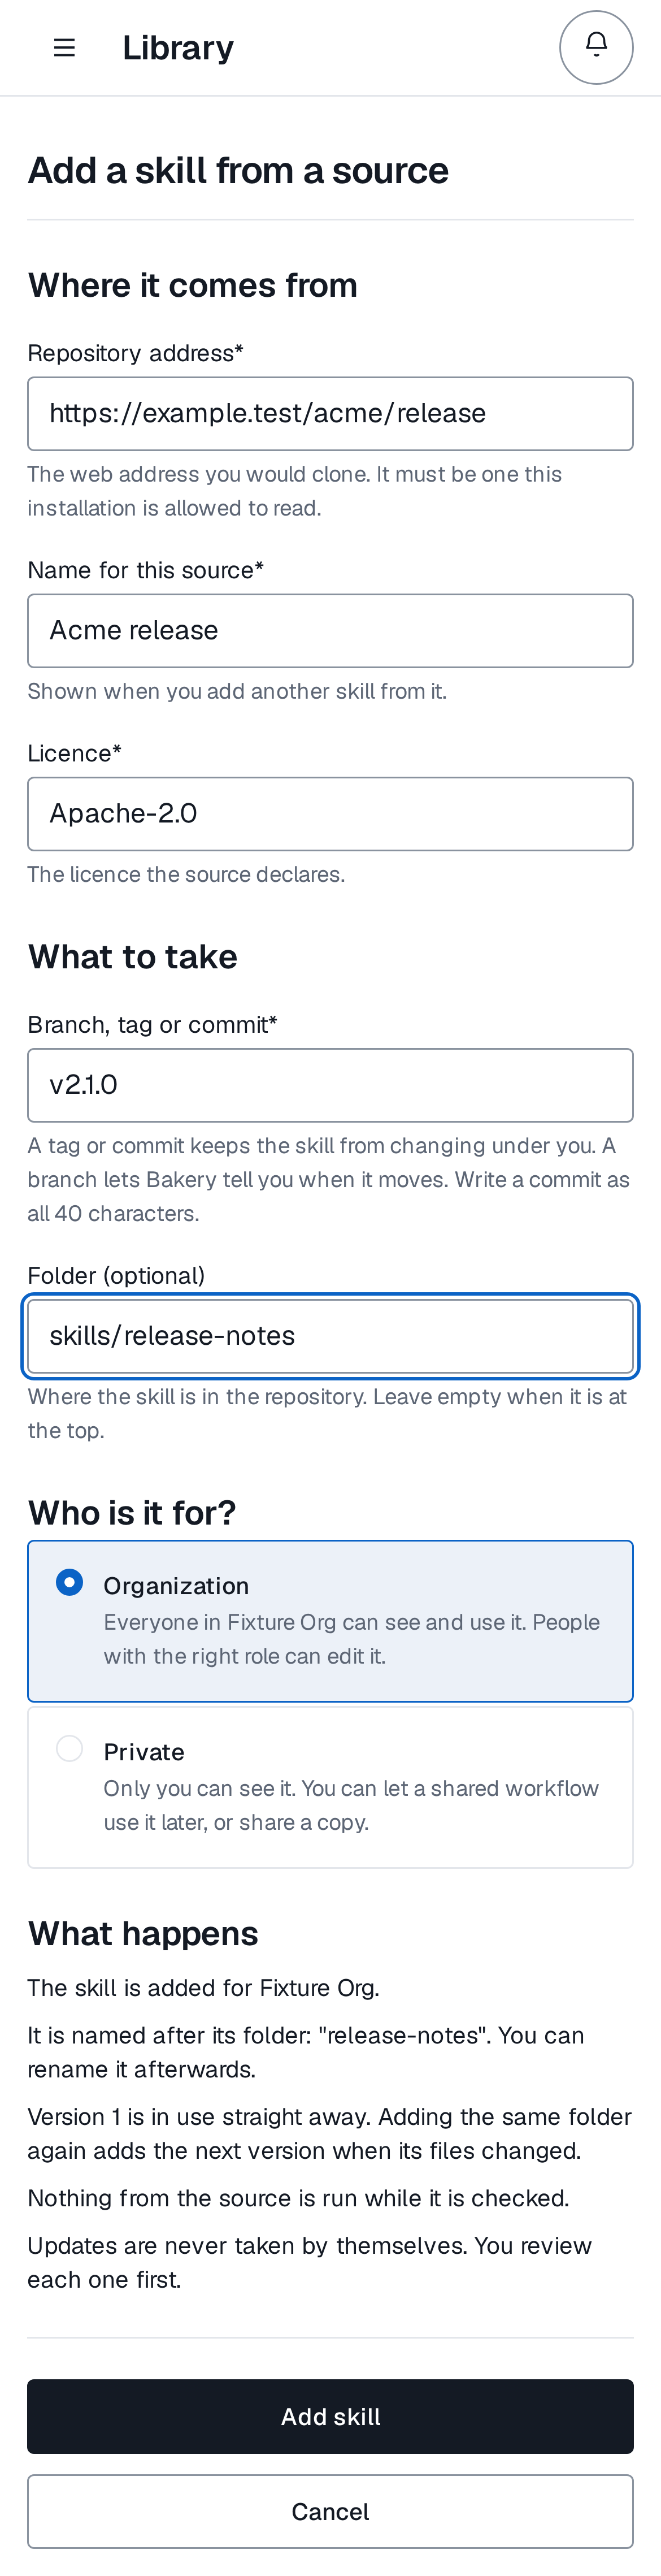 Library
Add a skill from a source
Where it comes from
Repository address*
https://example.test/acme/release
The web address you would clone. It must be one this
installation is allowed to read.
Name for this source*
Acme release
Shown when you add another skill from it.
Licence*
Apache-2.0
The licence the source declares.
What to take
Branch, tag or commit*
v2.1.0
A tag or commit keeps the skill from changing under you. A
branch lets Bakery tell you when it moves. Write a commit as
all 40 characters.
Folder (optional)
skills/release-notes
Where the skill is in the repository. Leave empty when it is at
the top.
Who is it for?
Organization
Everyone in Fixture Org can see and use it. People
with the right role can edit it.
Private
Only you can see it. You can let a shared workflow
use it later, or share a copy.
What happens
The skill is added for Fixture Org.
It is named after its folder: "release-notes". You can
rename it afterwards.
Version 1 is in use straight away. Adding the same folder
again adds the next version when its files changed.
Nothing from the source is run while it is checked.
Updates are never taken by themselves. You review
each one first.
Add skill
Cancel